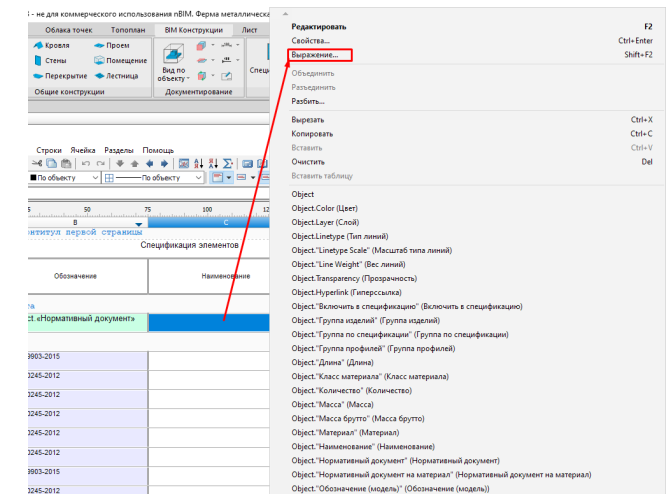 - не для коммерческого использования nBIM. Ферма металлическа
Облака точек Топоплан BIM Конструкции Лист
Кровля Проем
Стены Помещение
Перекрытие Лестница
Вид по объекту
Специ
Общие конструкции Документирование
Строки Ячейка Разделы Помощь
По объекту По объекту
50 75 100 12
B C
онтитул первой страницы
Спецификация элементов
Обозначение Наименование
та
ct.«Нормативный документ»
9903-2015
0245-2012
0245-2012
0245-2012
0245-2012
0245-2012
9903-2015
0245-2012
Редактировать F2
Свойства... Ctrl+Enter
Выражение... Shift+F2
Объединить
Разъединить
Разбить...
Вырезать Ctrl+X
Копировать Ctrl+C
Вставить Ctrl+V
Очистить Del
Вставить таблицу
Object
Object.Color (Цвет)
Object.Layer (Слой)
Object.Linetype (Тип линий)
Object."Linetype Scale" (Масштаб типа линий)
Object."Line Weight" (Вес линий)
Object.Transparency (Прозрачность)
Object.Hyperlink (Гиперссылка)
Object."Включить в спецификацию" (Включить в спецификацию)
Object."Группа изделий" (Группа изделий)
Object."Группа по спецификации" (Группа по спецификации)
Object."Группа профилей" (Группа профилей)
Object."Длина" (Длина)
Object."Класс материала" (Класс материала)
Object."Количество" (Количество)
Object."Масса" (Масса)
Object."Масса брутто" (Масса брутто)
Object."Материал" (Материал)
Object."Наименование" (Наименование)
Object."Нормативный документ" (Нормативный документ)
Object."Нормативный документ на материал" (Нормативный документ на материал)
Object."Обозначение (модель)" (Обозначение (модель))